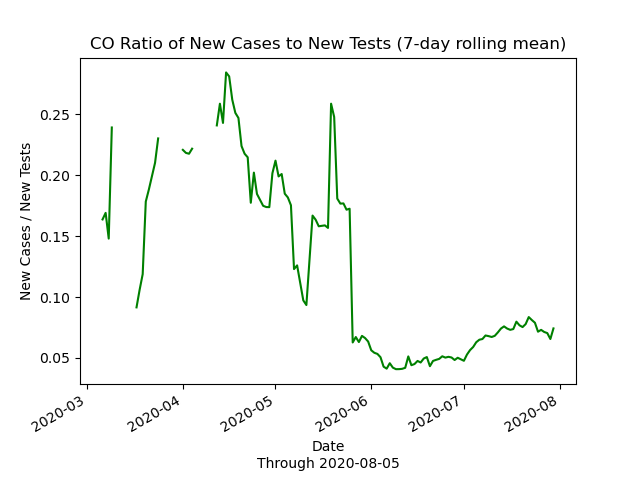 CO Ratio of New Cases to New Tests (7-day rolling mean)
New Cases / New Tests
0.25
0.20
0.15
0.10
0.05
2020-03
2020-04
2020-05
2020-06
2020-07
2020-08
Date
Through 2020-08-05